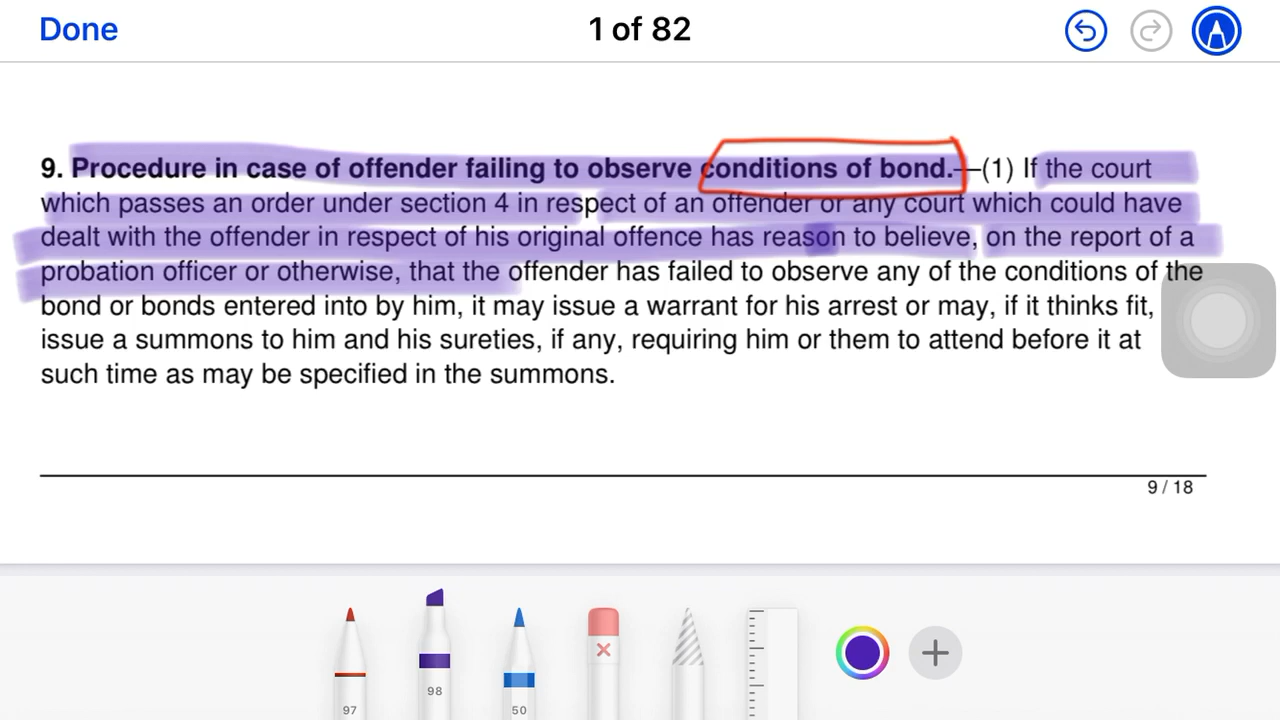 Done
1 of 82
9. Procedure in case of offender failing to observe conditions of bond.—(1) If the court
which passes an order under section 4 in respect of an offender or any court which could have
dealt with the offender in respect of his original offence has reason to believe, on the report of a
probation officer or otherwise, that the offender has failed to observe any of the conditions of the
bond or bonds entered into by him, it may issue a warrant for his arrest or may, if it thinks fit,
issue a summons to him and his sureties, if any, requiring him or them to attend before it at
such time as may be specified in the summons.
9 / 18
97
98
50